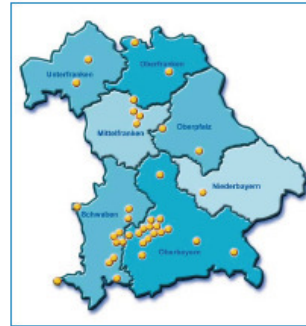 Oberfranken
Unterfranken
Mittelfranken
Oberpfalz
Niederbayern
Schwaben
Oberbayern